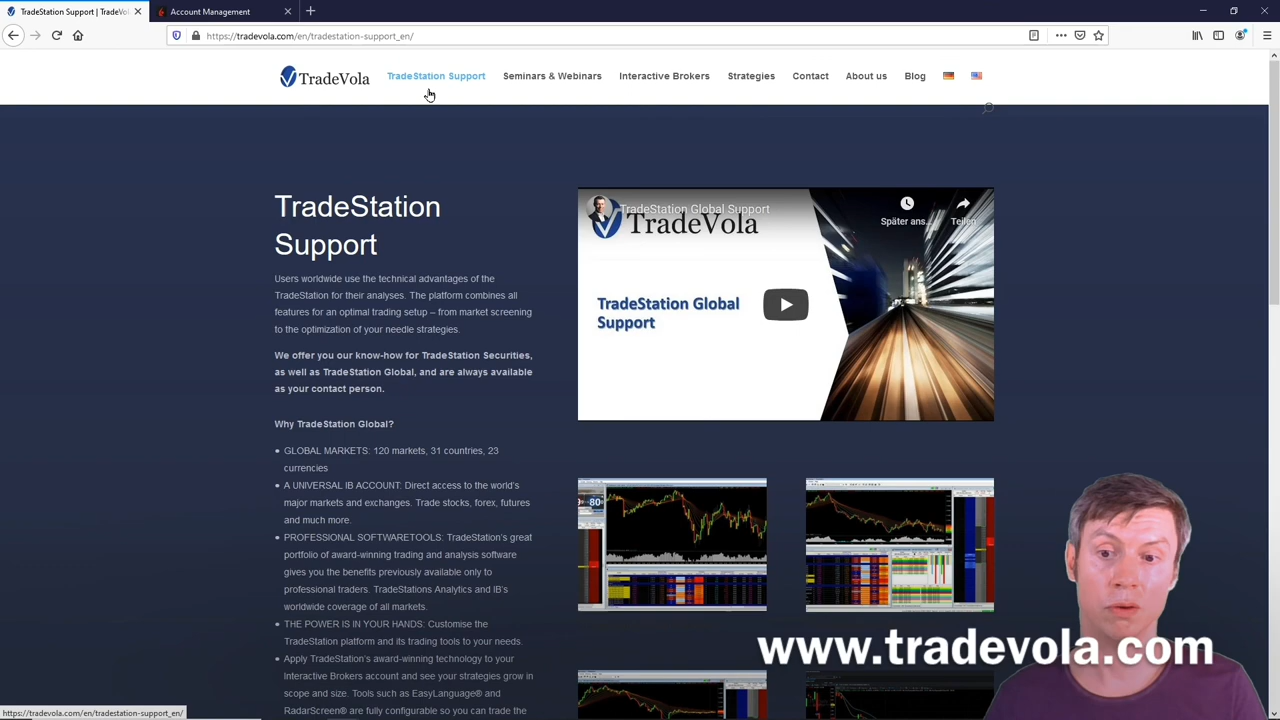 TradeStation Support | TradeVol
Account Management
https://tradevola.com/en/tradestation-support_en/
TradeVola
TradeStation Support
Seminars & Webinars
Interactive Brokers
Strategies
Contact
About us
Blog
TradeStation
Support
Users worldwide use the technical advantages of the
TradeStation for their analyses. The platform combines all
features for an optimal trading setup – from market screening
to the optimization of your needle strategies.
We offer you our know-how for TradeStation Securities,
as well as TradeStation Global, and are always available
as your contact person.
Why TradeStation Global?
• GLOBAL MARKETS: 120 markets, 31 countries, 23
currencies
• A UNIVERSAL IB ACCOUNT: Direct access to the world's
major markets and exchanges. Trade stocks, forex, futures
and much more.
• PROFESSIONAL SOFTWARETOOLS: TradeStation's great
portfolio of award-winning trading and analysis software
gives you the benefits previously available only to
professional traders. TradeStations Analytics and IB's
worldwide coverage of all markets.
• THE POWER IS IN YOUR HANDS: Customise the
TradeStation platform and its trading tools to your needs.
• Apply TradeStation's award-winning technology to your
Interactive Brokers account and see your strategies grow in
scope and size. Tools such as EasyLanguage® and
RadarScreen® are fully configurable so you can trade the
TradeStation Global Support
TradeVola
Später ans...
Teilen
TradeStation Global
Support
80
www.tradevola.com
https://tradevola.com/en/tradestation-support_en/